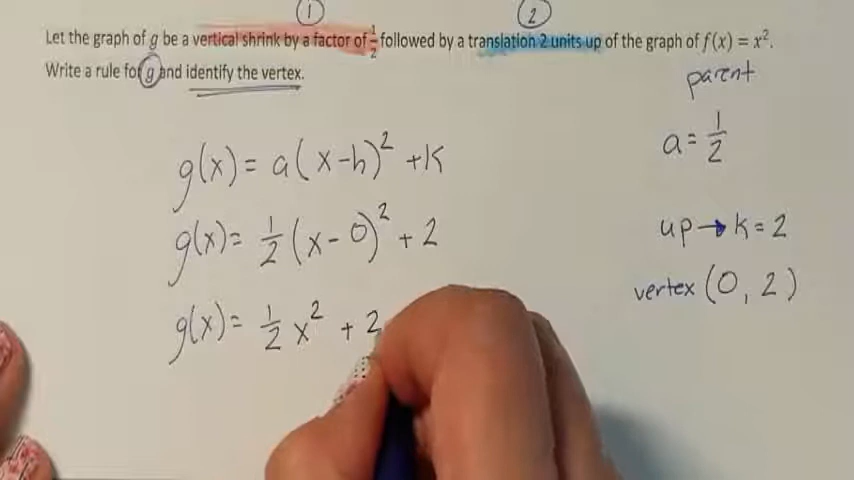 ① ②
Let the graph of g be a vertical shrink by a factor of 1/2 followed by a translation 2 units up of the graph of f(x) = x².
Write a rule for g and identify the vertex.
parent
g(x) = a(x-h)² + k
a = 1/2
g(x) = 1/2 (x - 0)² + 2
up → k = 2
vertex (0, 2)
g(x) = 1/2 x² + 2